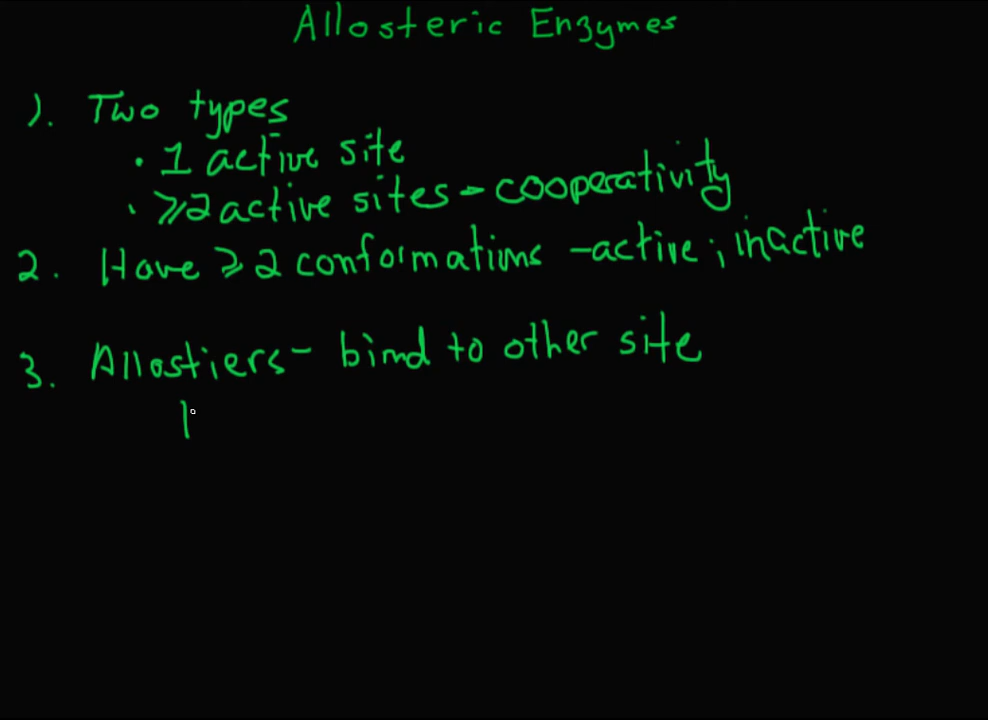 Allosteric Enzymes
1. Two types
• 1 active site
• ⩾2 active sites - cooperativity
2. Have ⩾2 conformations - active ; inactive
3. Allostiers - bind to other site